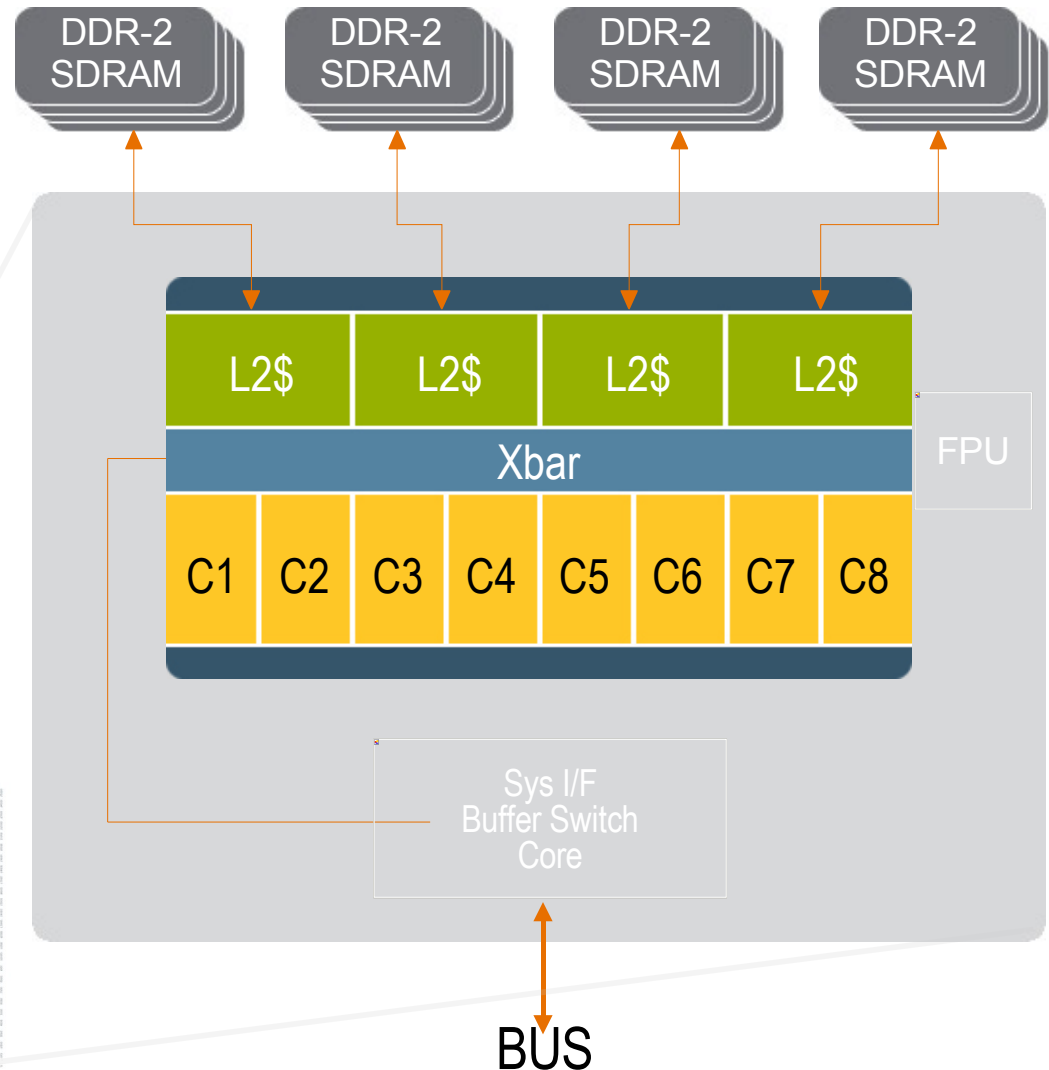 DDR-2
SDRAM
DDR-2
SDRAM
DDR-2
SDRAM
DDR-2
SDRAM
L2$ L2$ L2$ L2$
Xbar
FPU
C1 C2 C3 C4 C5 C6 C7 C8
Sys I/F
Buffer Switch
Core
BUS